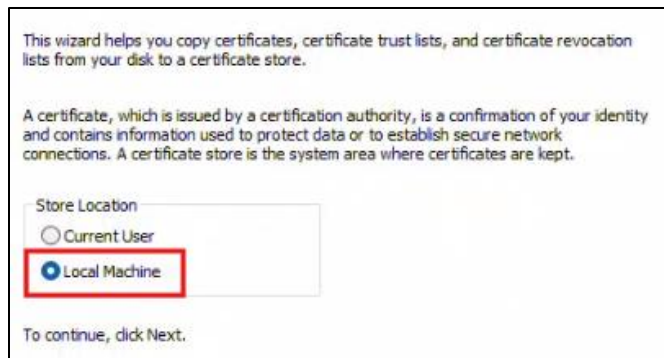 This wizard helps you copy certificates, certificate trust lists, and certificate revocation
lists from your disk to a certificate store.
A certificate, which is issued by a certification authority, is a confirmation of your identity
and contains information used to protect data or to establish secure network
connections. A certificate store is the system area where certificates are kept.
Store Location
Current User
Local Machine
To continue, click Next.